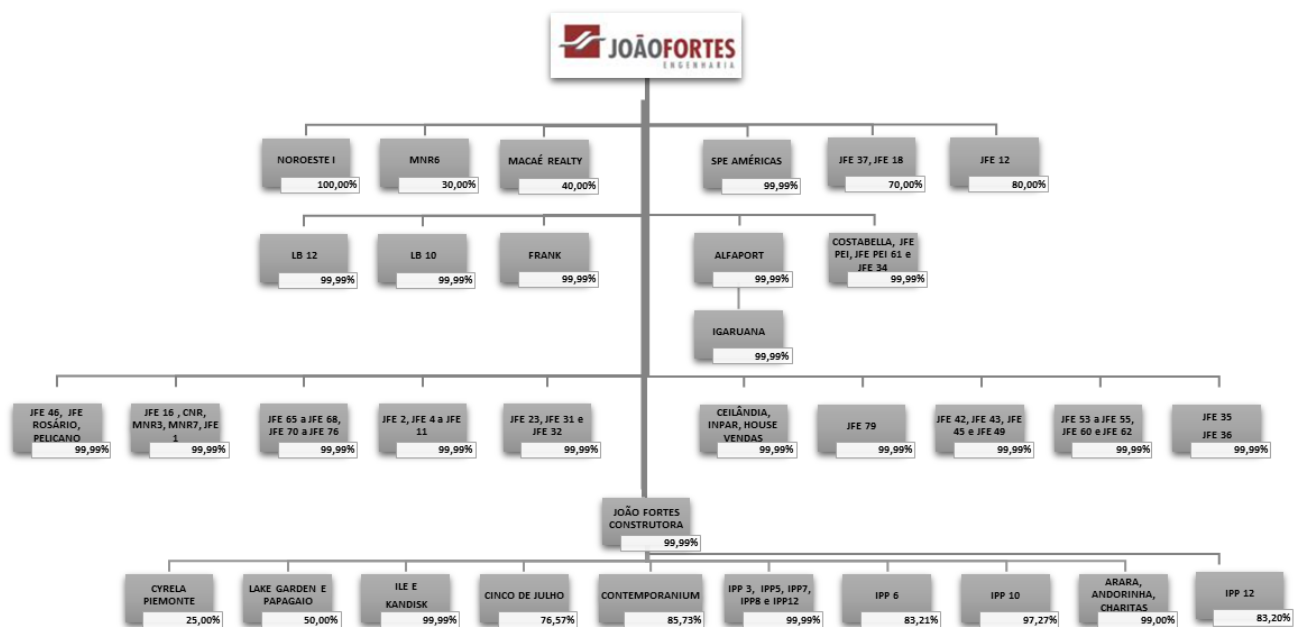 JOÃOFORTES
ENGENHARIA
NOROESTE I
100,00%
MNR6
30,00%
MACAÉ REALTY
40,00%
SPE AMÉRICAS
99,99%
JFE 37, JFE 18
70,00%
JFE 12
80,00%
LB 12
99,99%
LB 10
99,99%
FRANK
99,99%
ALFAPORT
99,99%
COSTABELLA, JFE
PEI, JFE PEI 61 e
JFE 34
99,99%
IGARUANA
99,99%
JFE 46, JFE
ROSÁRIO,
PELICANO
99,99%
JFE 16 , CNR,
MNR3, MNR7, JFE
1
99,99%
JFE 65 a JFE 68,
JFE 70 a JFE 76
99,99%
JFE 2, JFE 4 a JFE
11
99,99%
JFE 23, JFE 31 e
JFE 32
99,99%
CEILÂNDIA,
INPAR, HOUSE
VENDAS
99,99%
JFE 79
99,99%
JFE 42, JFE 43, JFE
45 e JFE 49
99,99%
JFE 53 a JFE 55,
JFE 60 e JFE 62
99,99%
JFE 35
JFE 36
99,99%
JOÃO FORTES
CONSTRUTORA
99,99%
CYRELA
PIEMONTE
25,00%
LAKE GARDEN E
PAPAGAIO
50,00%
ILE E
KANDISK
99,99%
CINCO DE JULHO
76,57%
CONTEMPORANIUM
85,73%
IPP 3, IPP5, IPP7,
IPP8 e IPP12
99,99%
IPP 6
83,21%
IPP 10
97,27%
ARARA,
ANDORINHA,
CHARITAS
99,00%
IPP 12
83,20%